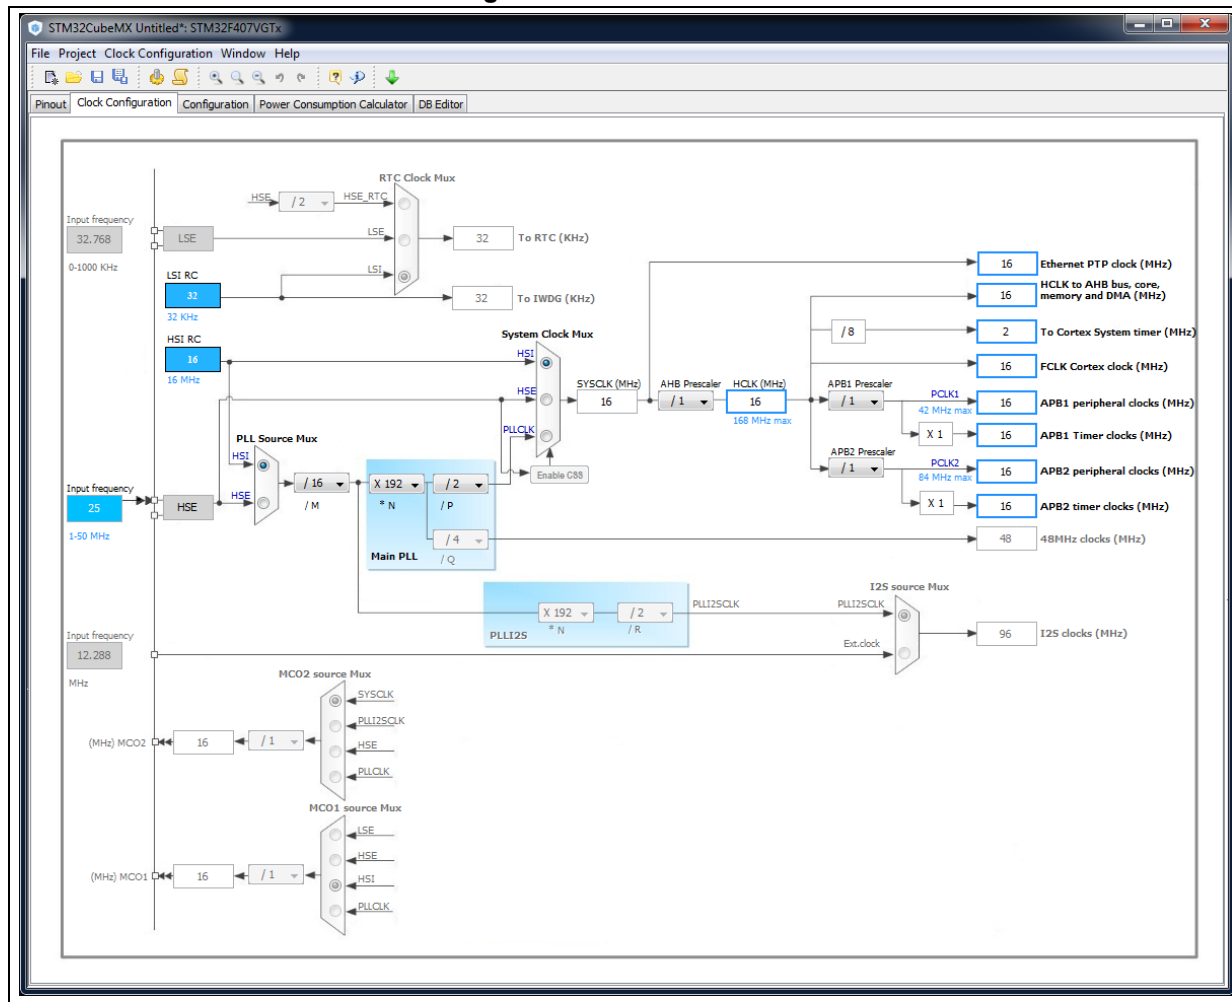 STM32CubeMX Untitled*: STM32F407VGTx
File Project Clock Configuration Window Help
Pinout Clock Configuration Configuration Power Consumption Calculator DB Editor
RTC Clock Mux
HSE / 2 HSE_RTC
Input frequency
32.768
0-1000 KHz
LSE
LSE
32 To RTC (KHz)
LSI RC
32
32 KHz
LSI
32 To IWDG (KHz)
HSI RC
16
16 MHz
System Clock Mux
HSI
HSE
PLLCLK
Enable CSS
SYSCLK (MHz)
16
AHB Prescaler
/ 1
HCLK (MHz)
16
168 MHz max
16 Ethernet PTP clock (MHz)
16 HCLK to AHB bus, core,
memory and DMA (MHz)
/ 8 2 To Cortex System timer (MHz)
16 FCLK Cortex clock (MHz)
APB1 Prescaler
/ 1
PCLK1
42 MHz max
16 APB1 peripheral clocks (MHz)
X 1 16 APB1 Timer clocks (MHz)
APB2 Prescaler
/ 1
PCLK2
84 MHz max
16 APB2 peripheral clocks (MHz)
X 1 16 APB2 timer clocks (MHz)
48 48MHz clocks (MHz)
PLL Source Mux
HSI
HSE
Input frequency
25
1-50 MHz
HSE
/ 16
/ M
X 192
* N
/ 2
/ P
/ 4
/ Q
Main PLL
X 192
* N
/ 2
/ R
PLLI2S
PLLI2SCLK
I2S source Mux
PLLI2SCLK
Ext.clock
96 I2S clocks (MHz)
Input frequency
12.288
MHz
MCO2 source Mux
SYSCLK
PLLI2SCLK
HSE
PLLCLK
(MHz) MCO2 16 / 1
MCO1 source Mux
LSE
HSE
HSI
PLLCLK
(MHz) MCO1 16 / 1